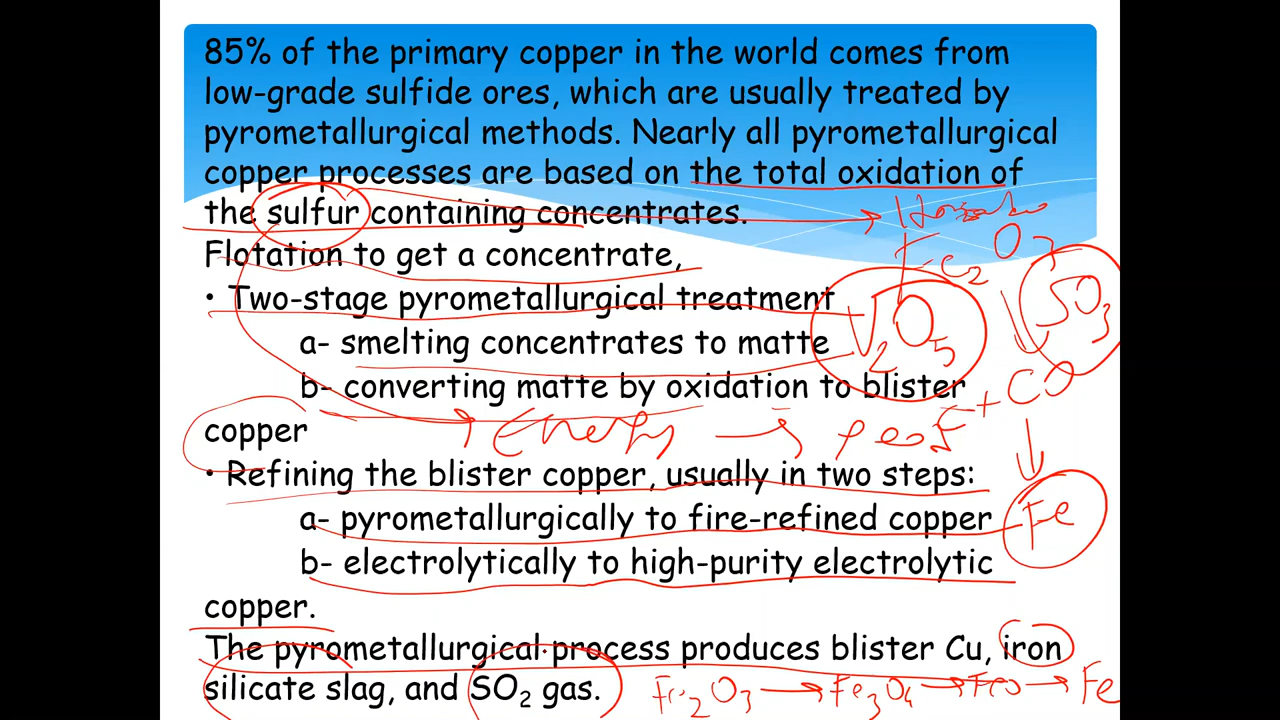 85% of the primary copper in the world comes from
low-grade sulfide ores, which are usually treated by
pyrometallurgical methods. Nearly all pyrometallurgical
copper processes are based on the total oxidation of
the sulfur containing concentrates.
Fe2O3
Flotation to get a concentrate,
• Two-stage pyrometallurgical treatment
V2O5
SO3
a- smelting concentrates to matte
b- converting matte by oxidation to blister
+ CO
copper
Energy →
• Refining the blister copper, usually in two steps:
a- pyrometallurgically to fire-refined copper
Fe
b- electrolytically to high-purity electrolytic
copper.
The pyrometallurgical process produces blister Cu, iron
silicate slag, and SO2 gas.
Fe2O3 → Fe3O4 → FeO → Fe